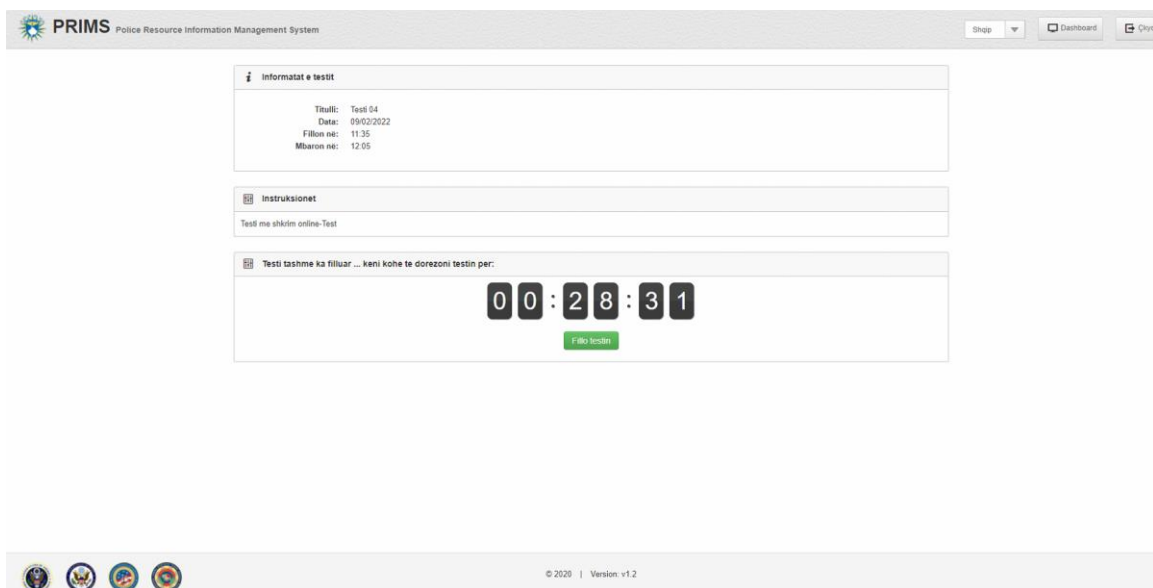 PRIMS Police Resource Information Management System
Shqip
Dashboard
Informatat e testit
Titulli: Testi 04
Data: 09/02/2022
Fillon në: 11:35
Mbaron në: 12:05
Instruksionet
Testi me shkrim online-Test
Testi tashme ka filluar ... keni kohe te dorezoni testin per:
00:28:31
Fillo testin
© 2020 | Version: v1.2